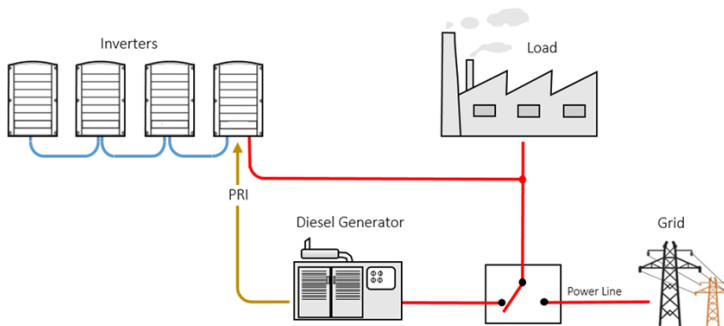 Inverters
Load
PRI
Diesel Generator
Grid
Power Line